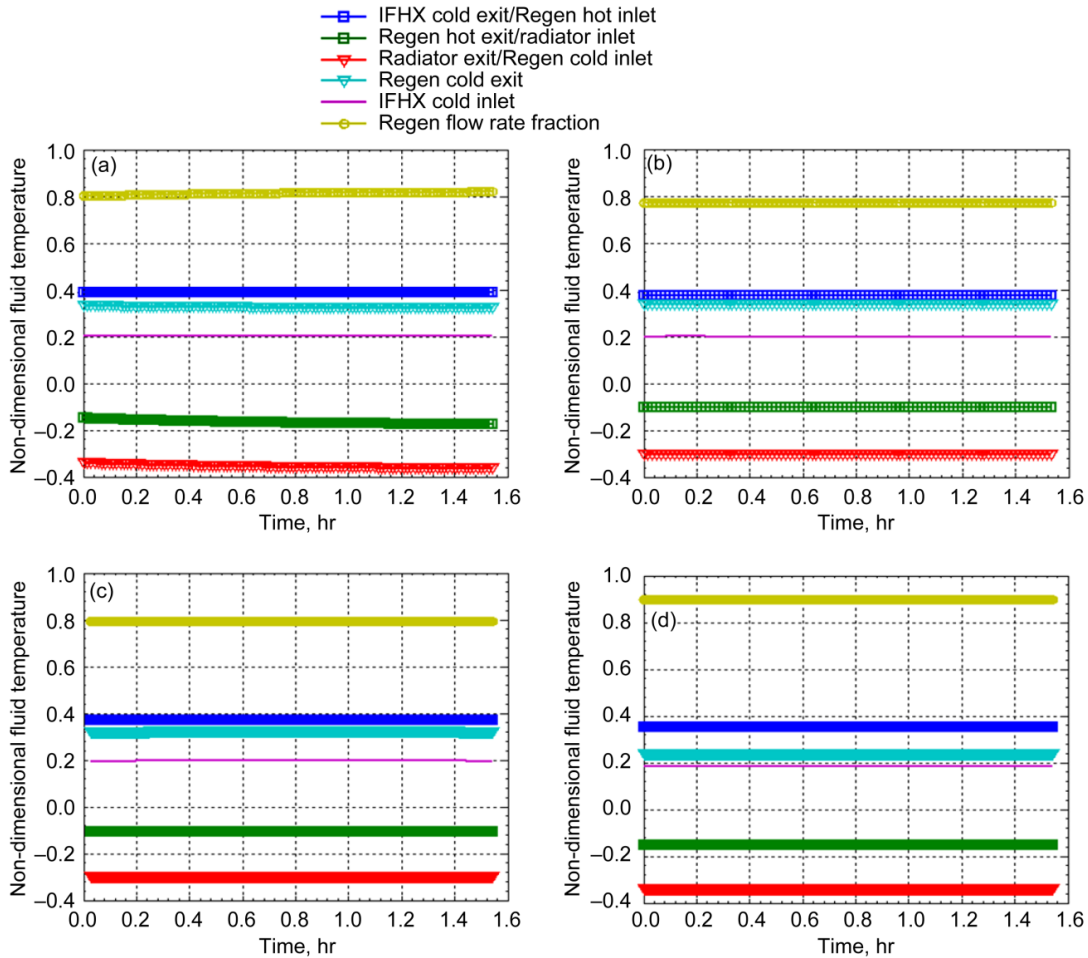 IFHX cold exit/Regen hot inlet
Regen hot exit/radiator inlet
Radiator exit/Regen cold inlet
Regen cold exit
IFHX cold inlet
Regen flow rate fraction
Non-dimensional fluid temperature
1.0
0.8
0.6
0.4
0.2
0.0
–0.2
–0.4
(a)
0.0 0.2 0.4 0.6 0.8 1.0 1.2 1.4 1.6
Time, hr
Non-dimensional fluid temperature
1.0
0.8
0.6
0.4
0.2
0.0
–0.2
–0.4
(b)
0.0 0.2 0.4 0.6 0.8 1.0 1.2 1.4 1.6
Time, hr
Non-dimensional fluid temperature
1.0
0.8
0.6
0.4
0.2
0.0
–0.2
–0.4
(c)
0.0 0.2 0.4 0.6 0.8 1.0 1.2 1.4 1.6
Time, hr
Non-dimensional fluid temperature
1.0
0.8
0.6
0.4
0.2
0.0
–0.2
–0.4
(d)
0.0 0.2 0.4 0.6 0.8 1.0 1.2 1.4 1.6
Time, hr